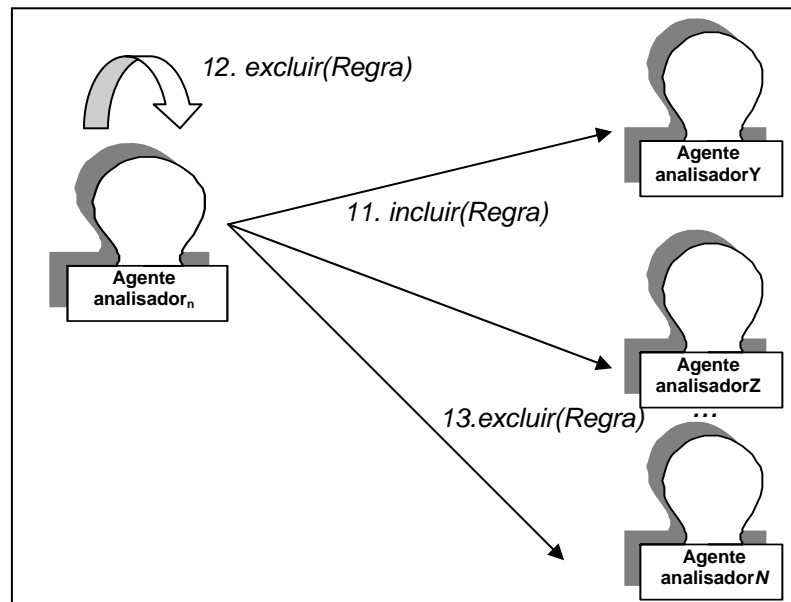 12. excluir(Regra)
Agente
analisadorY
11. incluir(Regra)
Agente
analisadorn
Agente
analisadorZ
13.excluir(Regra)
...
Agente
analisadorN